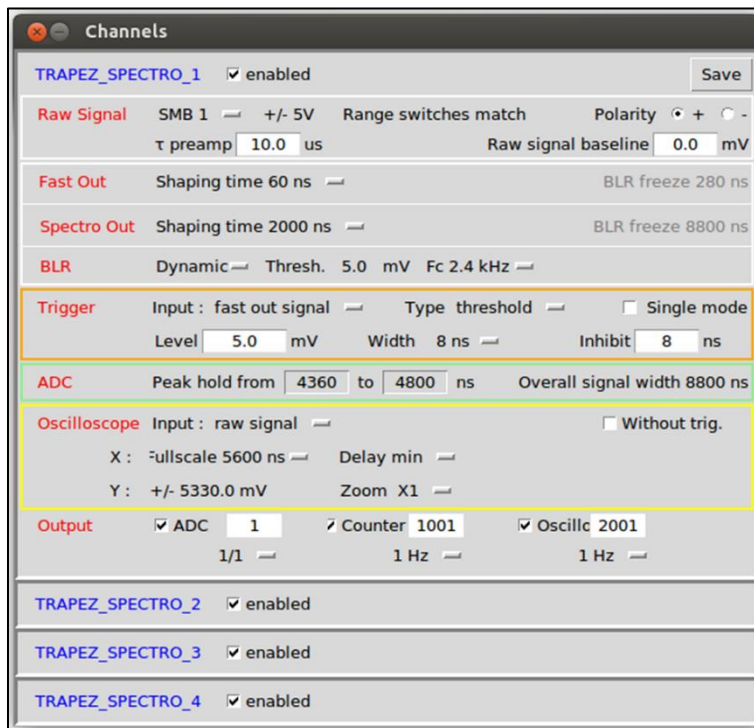 Channels
TRAPEZ_SPECTRO_1 enabled Save
Raw Signal SMB 1 +/- 5V Range switches match Polarity + -
τ preamp 10.0 us Raw signal baseline 0.0 mV
Fast Out Shaping time 60 ns BLR freeze 280 ns
Spectro Out Shaping time 2000 ns BLR freeze 8800 ns
BLR Dynamic Thresh. 5.0 mV Fc 2.4 kHz
Trigger Input : fast out signal Type threshold Single mode
Level 5.0 mV Width 8 ns Inhibit 8 ns
ADC Peak hold from 4360 to 4800 ns Overall signal width 8800 ns
Oscilloscope Input : raw signal Without trig.
X : Fullscale 5600 ns Delay min
Y : +/- 5330.0 mV Zoom X1
Output ADC 1 Counter 1001 Oscillo 2001
1/1 1 Hz 1 Hz
TRAPEZ_SPECTRO_2 enabled
TRAPEZ_SPECTRO_3 enabled
TRAPEZ_SPECTRO_4 enabled